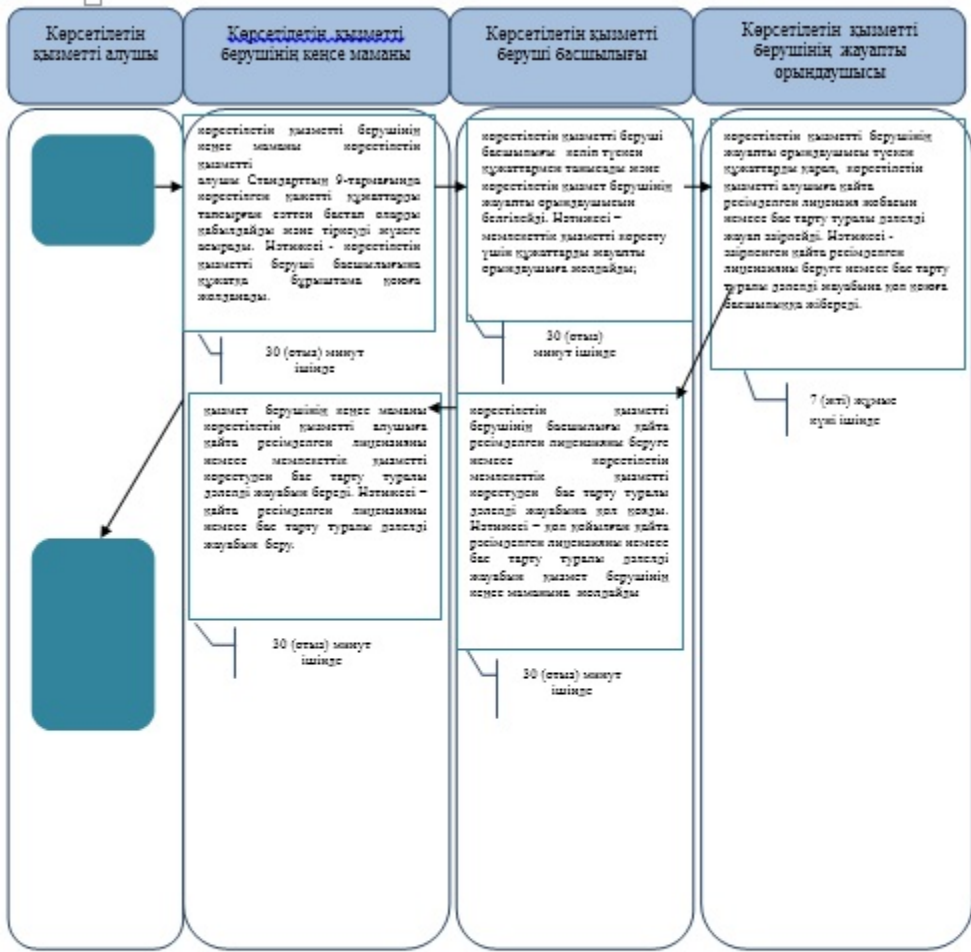 Көрсетілетін
қызметті алушы
Көрсетілетін қызметті
берушінің кеңсе маманы
Көрсетілетін қызметті
беруші басшылығы
Көрсетілетін қызметті
берушінің жауапты
орындаушысы
көрсетілетін қызметті берушінің
кеңсе маманы көрсетілетін
қызметті
алушы Стандарттың 9-тармағында
көрсетілген қажетті құжаттарды
тапсырған сәттен бастап оларды
қабылдайды және тіркеуді жүзеге
асырады. Нәтижесі - көрсетілетін
қызметті беруші басшылығына
құжатқа бұрыштама қоюға
жолданады.
30 (отыз) минут
ішінде
көрсетілетін қызметті беруші
басшылығы келіп түскен
құжаттармен танысады және
көрсетілетін қызмет берушінің
жауапты орындаушысын
белгілейді. Нәтижесі –
мемлекеттік қызметті көрсету
үшін құжаттарды жауапты
орындаушыға жолдайды;
30 (отыз)
минут ішінде
көрсетілетін қызметті берушінің
жауапты орындаушысы түскен
құжаттарды қарап, көрсетілетін
қызметті алушыға қайта
ресімделген лицензия жобасын
немесе бас тарту туралы дәлелді
жауап әзірлейді. Нәтижесі -
әзірленген қайта ресімделген
лицензияны беруге немесе бас тарту
туралы дәлелді жауабына қол қоюға
басшылыққа жібереді.
7 (жеті) жұмыс
күні ішінде
қызмет берушінің кеңсе маманы
көрсетілетін қызметті алушыға
қайта ресімделген лицензияны
немесе мемлекеттік қызметті
көрсетуден бас тарту туралы
дәлелді жауабын береді. Нәтижесі –
қайта ресімделген лицензияны
немесе бас тарту туралы дәлелді
жауабын беру.
30 (отыз) минут
ішінде
көрсетілетін қызметті
берушінің басшылығы қайта
ресімделген лицензияны беруге
немесе көрсетілетін
мемлекеттік қызметті
көрсетуден бас тарту туралы
дәлелді жауабына қол қояды.
Нәтижесі – қол қойылған қайта
рәсімделген лицензияны немесе
бас тарту туралы дәлелді
жауабын қызмет берушінің
кеңсе маманына жолдайды
30 (отыз) минут
ішінде